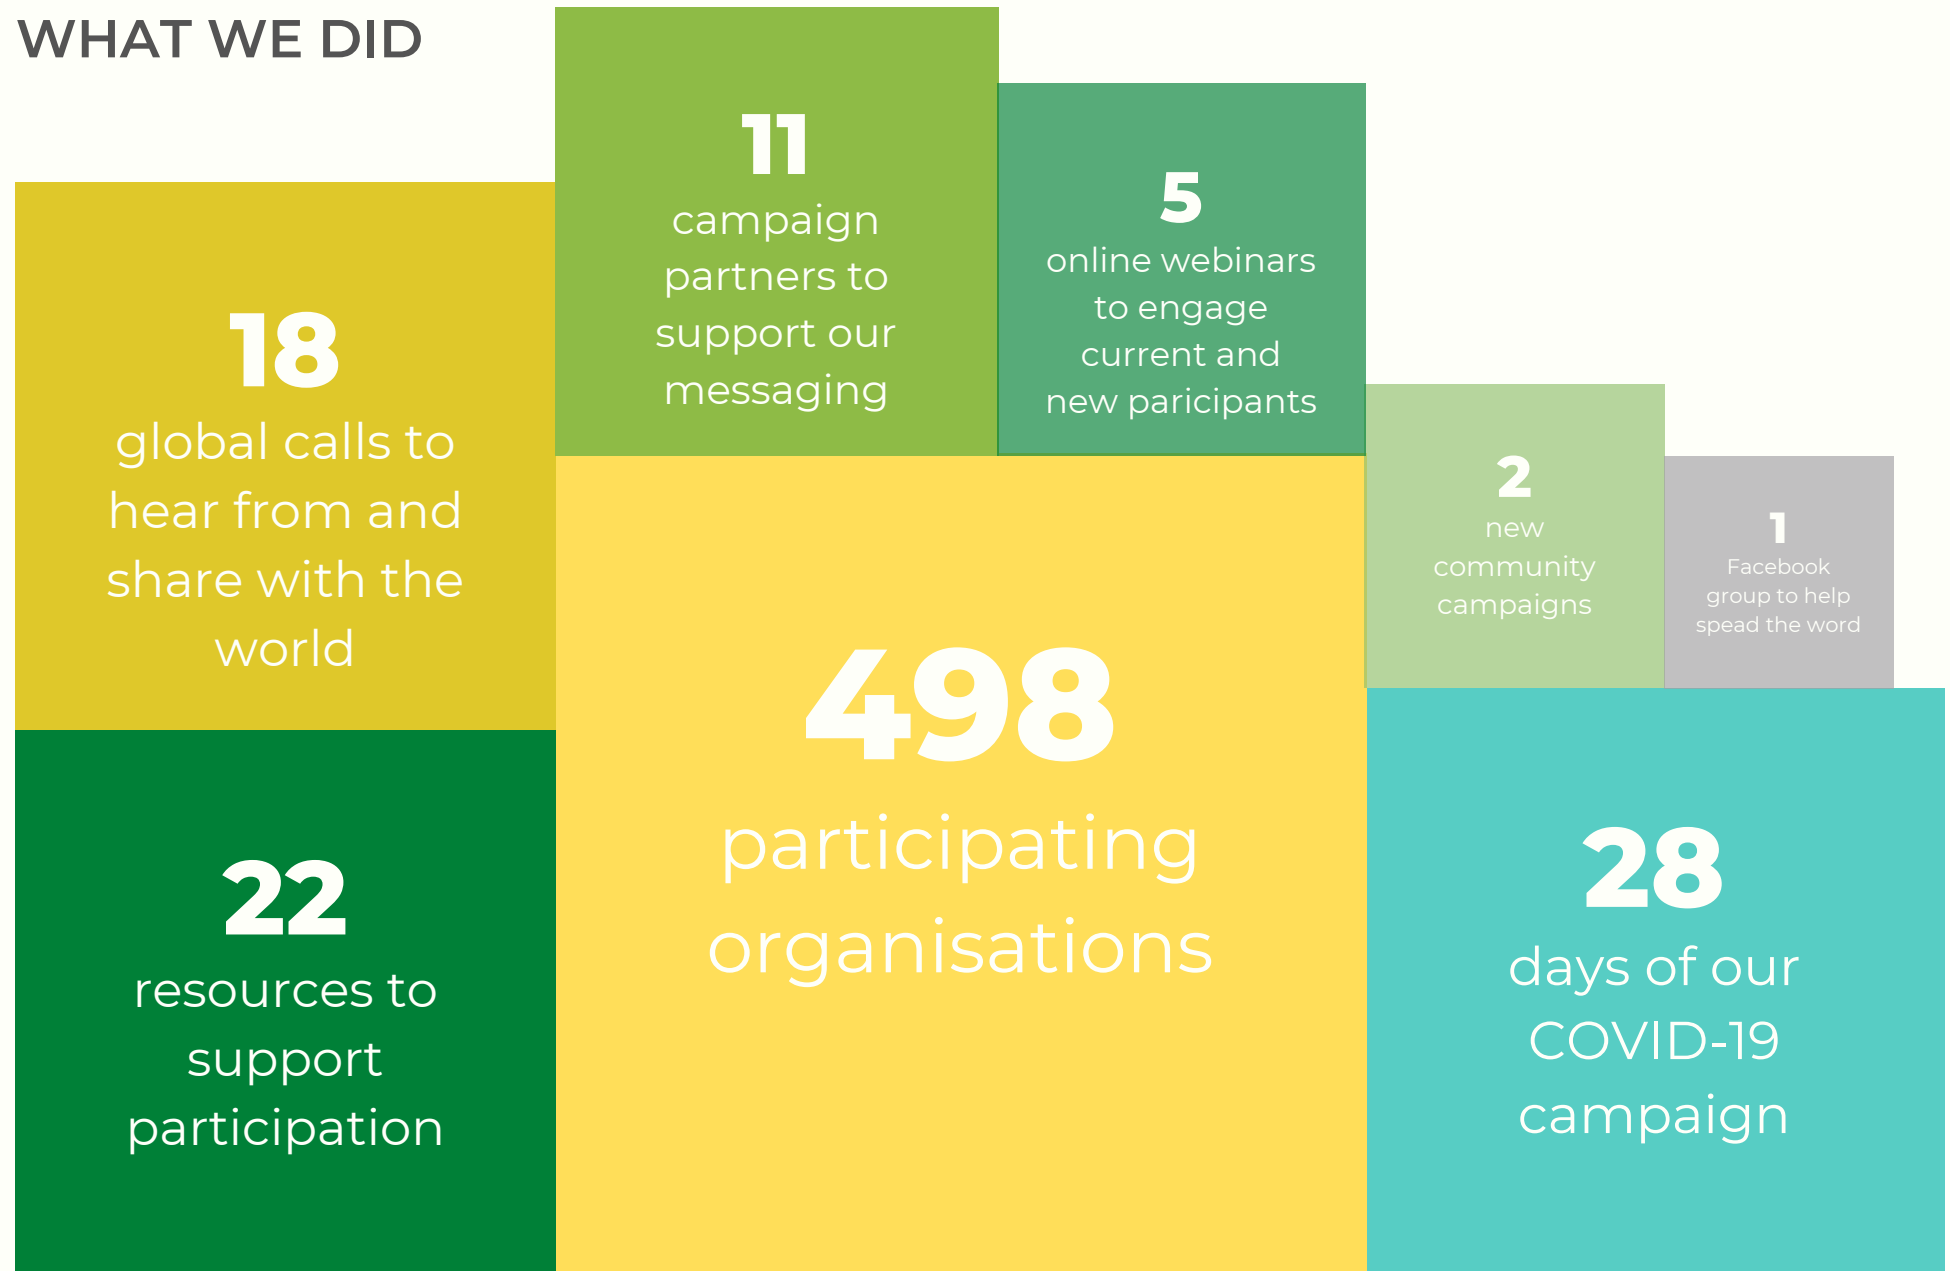 WHAT WE DID
11
campaign
partners to
support our
messaging
5
online webinars
to engage
current and
new paricipants
18
global calls to
hear from and
share with the
world
2
new
community
campaigns
1
Facebook
group to help
spead the word
498
participating
organisations
22
resources to
support
participation
28
days of our
COVID-19
campaign